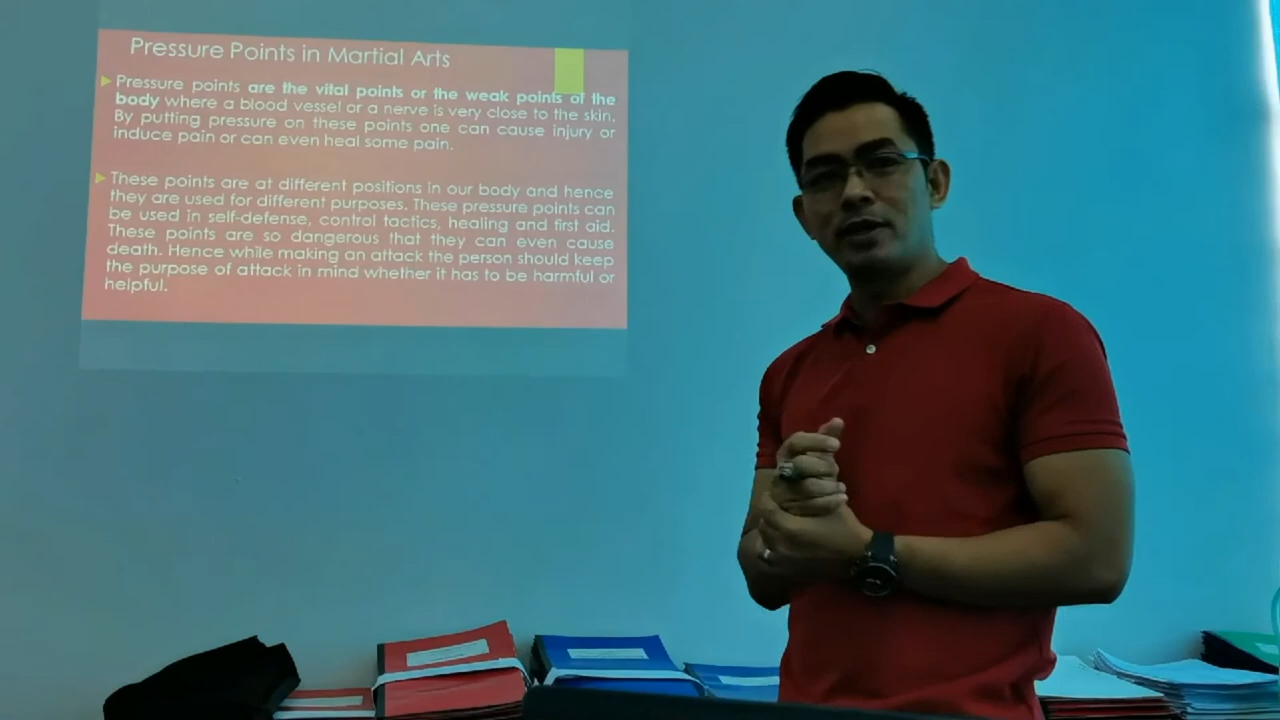 Pressure Points in Martial Arts
Pressure points are the vital points or the weak points of the
body where a blood vessel or a nerve is very close to the skin.
By putting pressure on these points one can cause injury or
induce pain or can even heal some pain.
These points are at different positions in our body and hence
they are used for different purposes. These pressure points can
be used in self-defense, control tactics, healing and first aid.
These points are so dangerous that they can even cause
death. Hence while making an attack the person should keep
the purpose of attack in mind whether it has to be harmful or
helpful.